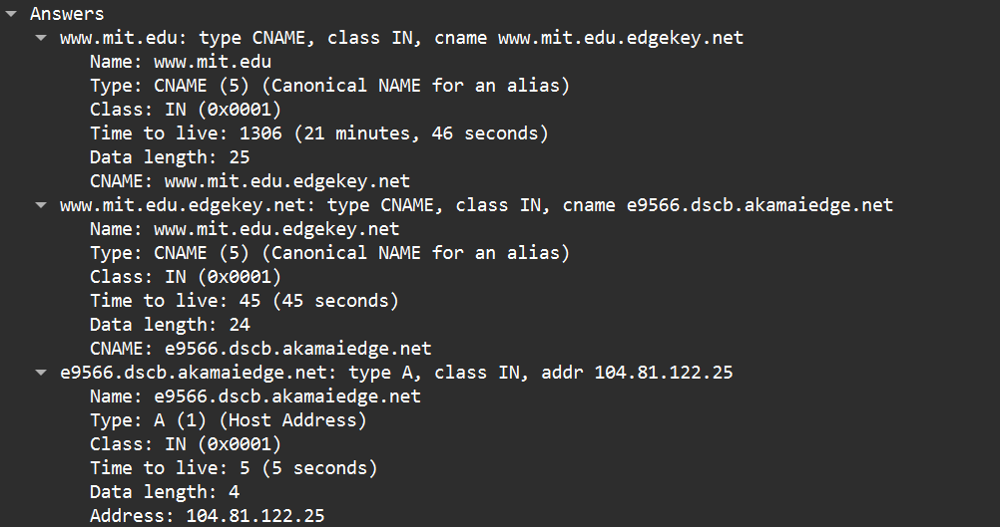 Answers
www.mit.edu: type CNAME, class IN, cname www.mit.edu.edgekey.net
Name: www.mit.edu
Type: CNAME (5) (Canonical NAME for an alias)
Class: IN (0x0001)
Time to live: 1306 (21 minutes, 46 seconds)
Data length: 25
CNAME: www.mit.edu.edgekey.net
www.mit.edu.edgekey.net: type CNAME, class IN, cname e9566.dscb.akamaiedge.net
Name: www.mit.edu.edgekey.net
Type: CNAME (5) (Canonical NAME for an alias)
Class: IN (0x0001)
Time to live: 45 (45 seconds)
Data length: 24
CNAME: e9566.dscb.akamaiedge.net
e9566.dscb.akamaiedge.net: type A, class IN, addr 104.81.122.25
Name: e9566.dscb.akamaiedge.net
Type: A (1) (Host Address)
Class: IN (0x0001)
Time to live: 5 (5 seconds)
Data length: 4
Address: 104.81.122.25